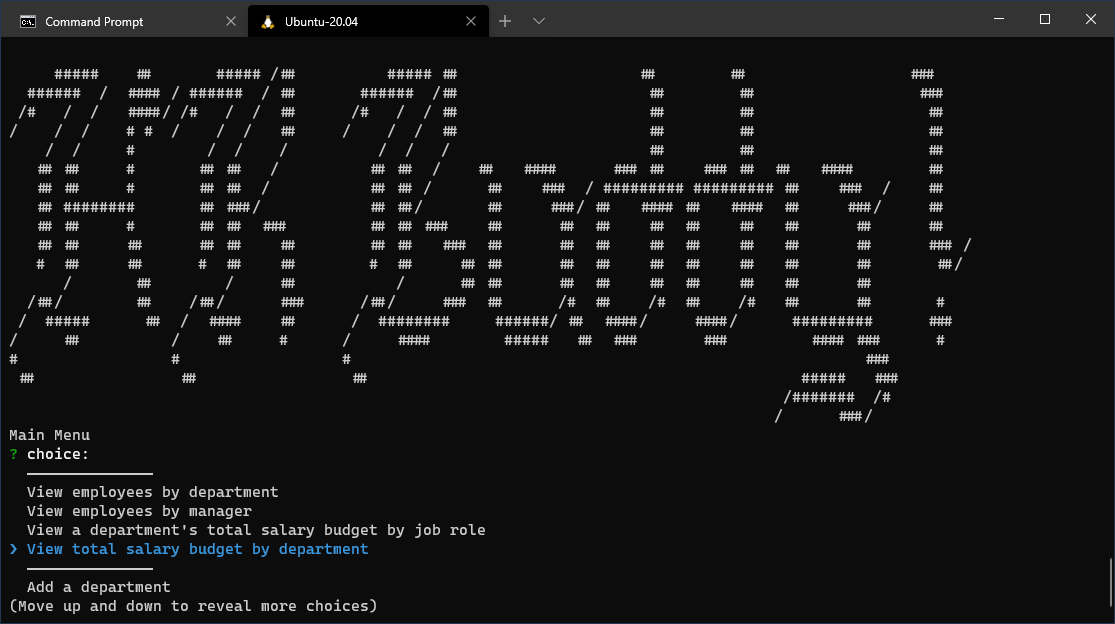 Command Prompt
Ubuntu-20.04
HR Buddy!
Main Menu
? choice:
View employees by department
View employees by manager
View a department's total salary budget by job role
❯ View total salary budget by department
Add a department
(Move up and down to reveal more choices)